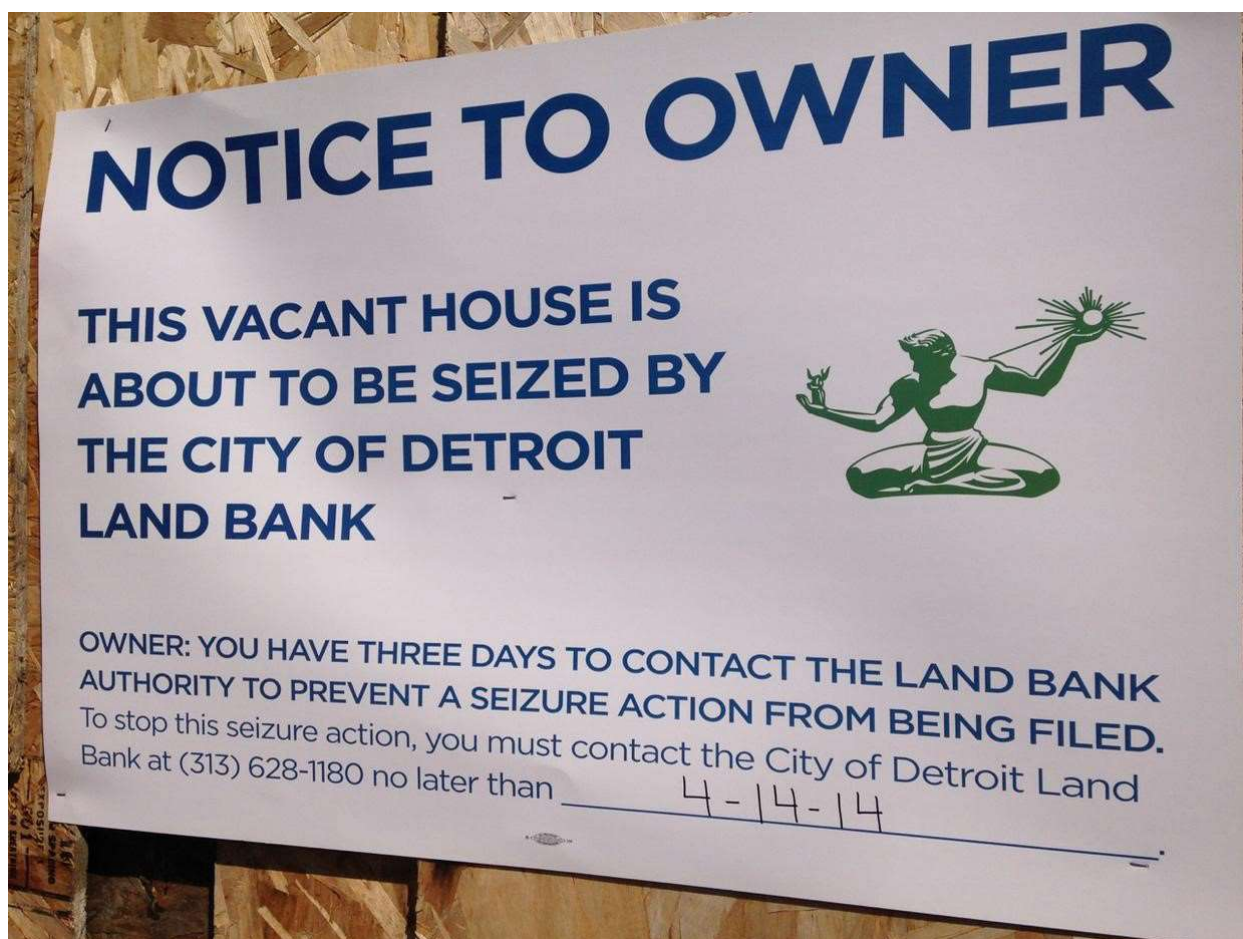 NOTICE TO OWNER
THIS VACANT HOUSE IS
ABOUT TO BE SEIZED BY
THE CITY OF DETROIT
LAND BANK
OWNER: YOU HAVE THREE DAYS TO CONTACT THE LAND BANK
AUTHORITY TO PREVENT A SEIZURE ACTION FROM BEING FILED.
To stop this seizure action, you must contact the City of Detroit Land
Bank at (313) 628-1180 no later than 4-14-14.